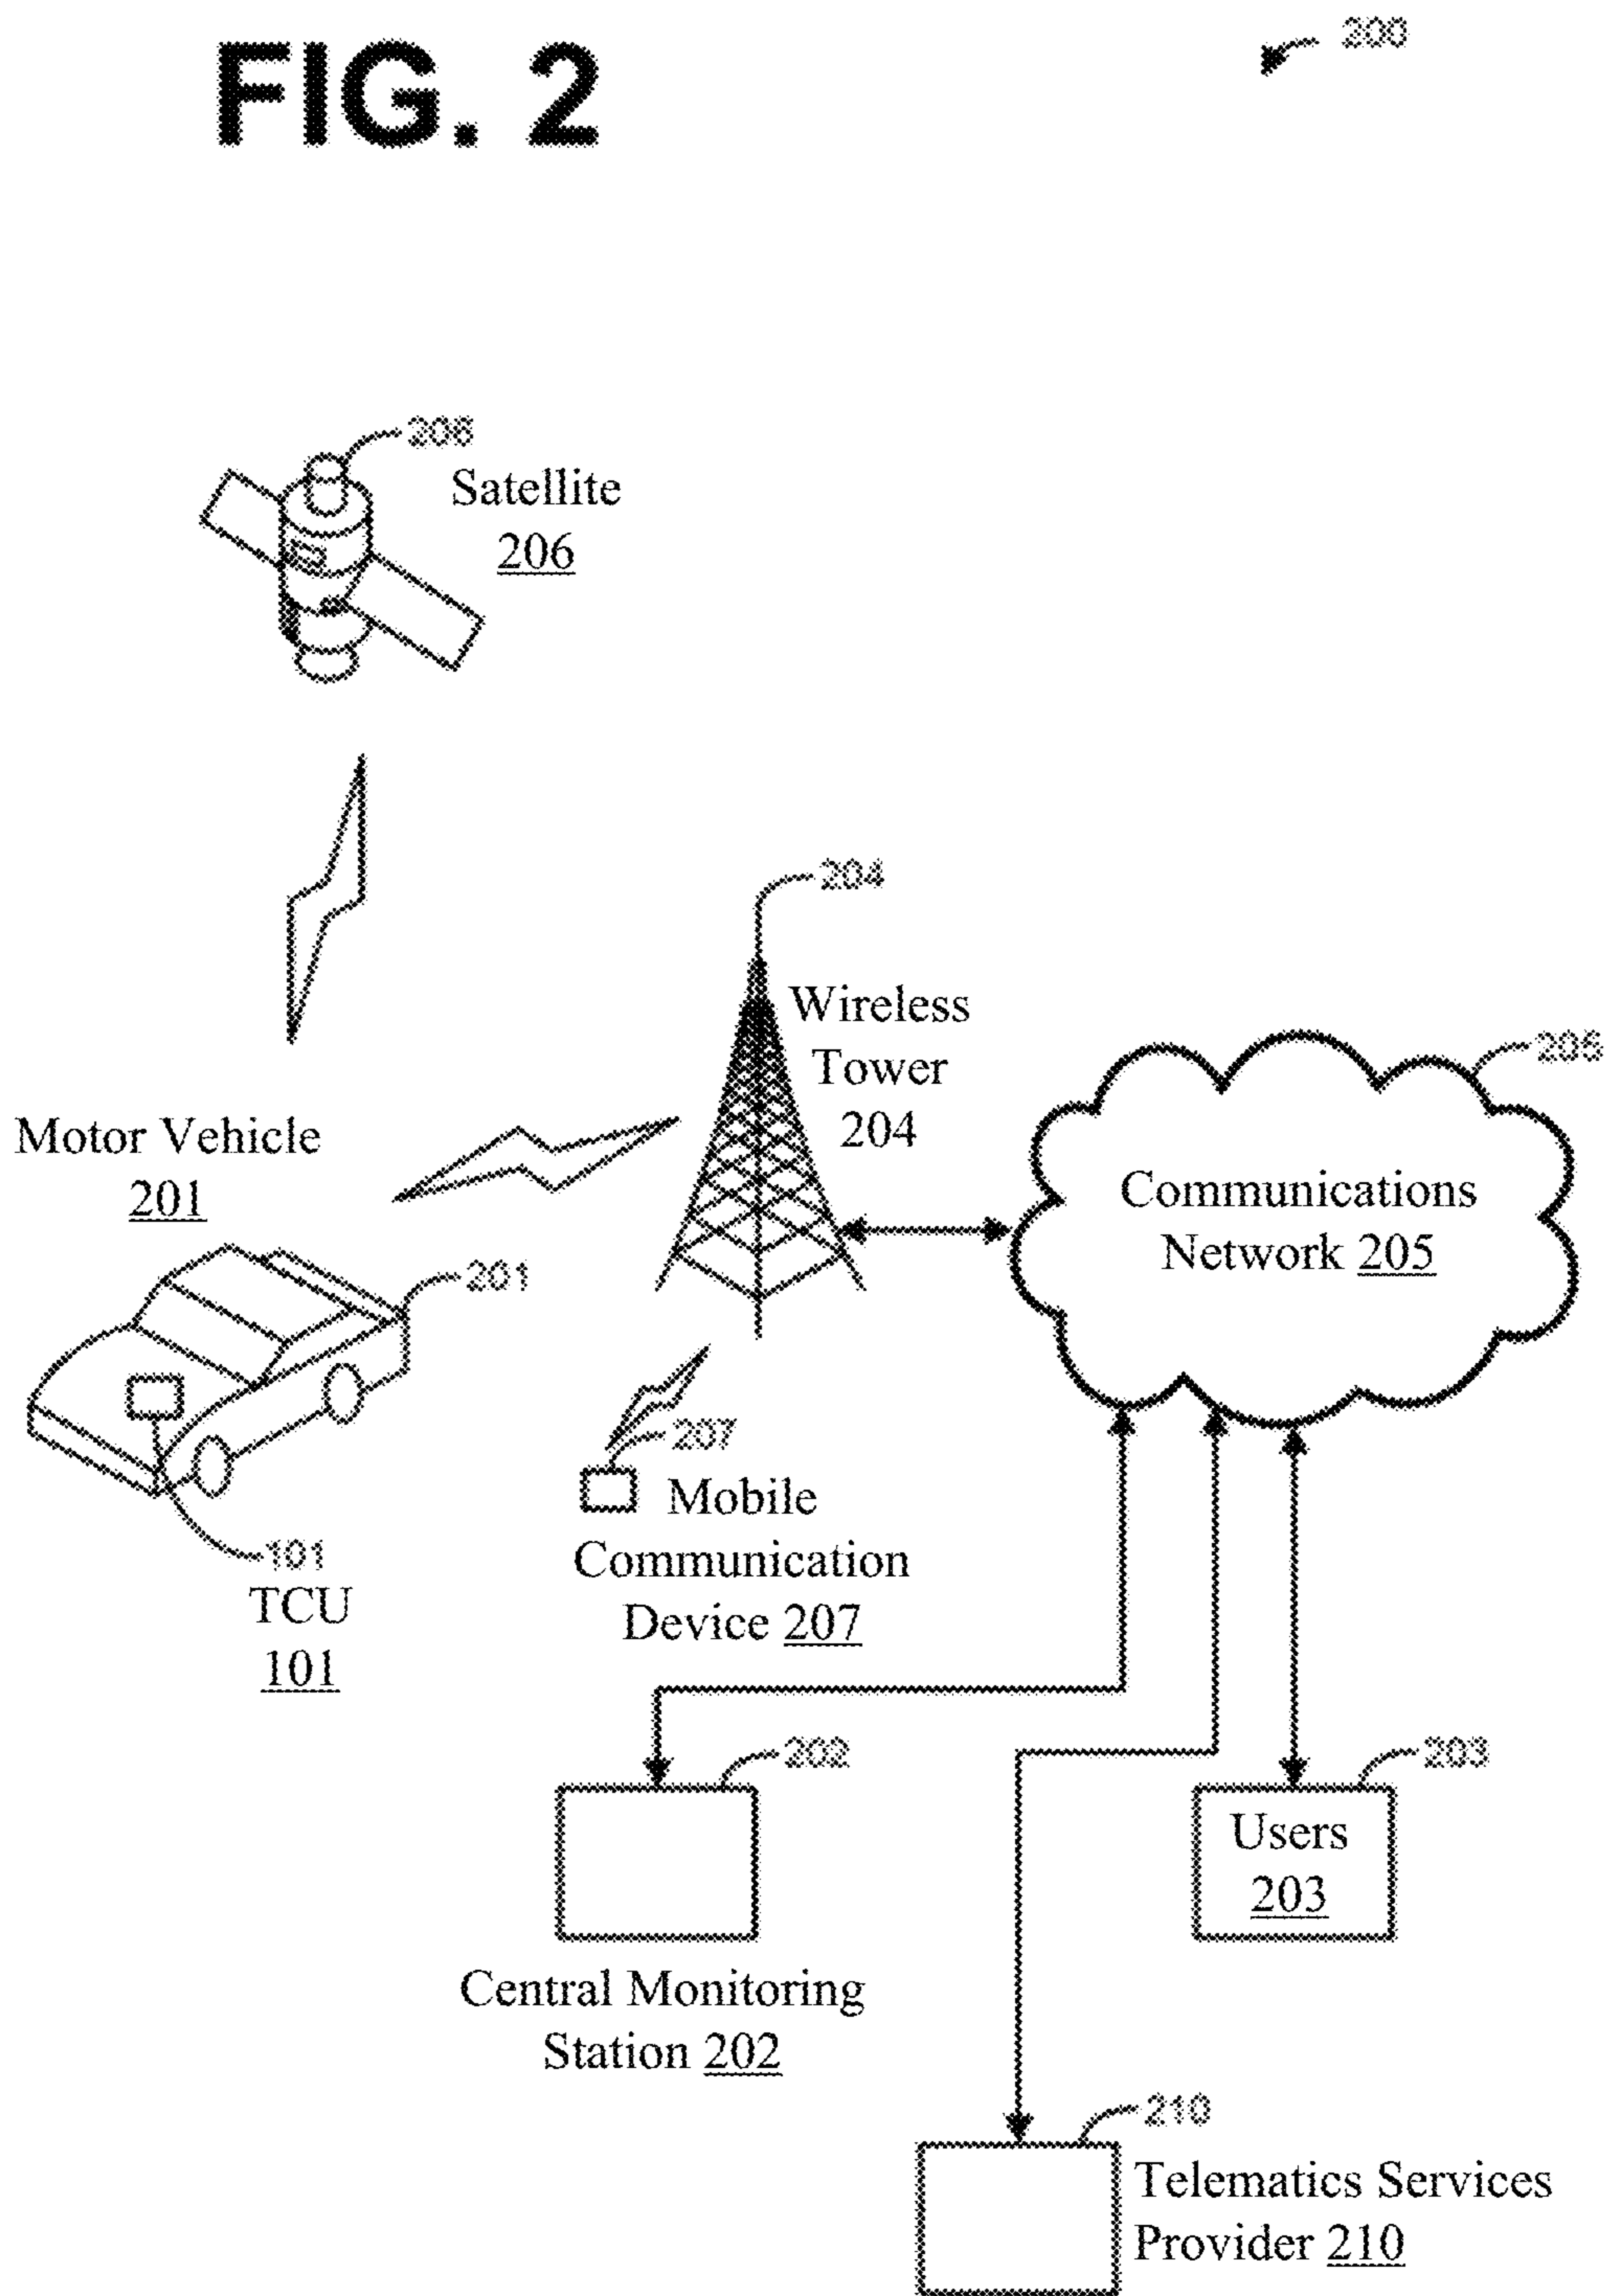 FIG. 2
200
206
Satellite
206
204
Wireless
Tower
204
205
Communications
Network 205
Motor Vehicle
201
201
101
TCU
101
207
Mobile
Communication
Device 207
202
Central Monitoring
Station 202
203
Users
203
210
Telematics Services
Provider 210